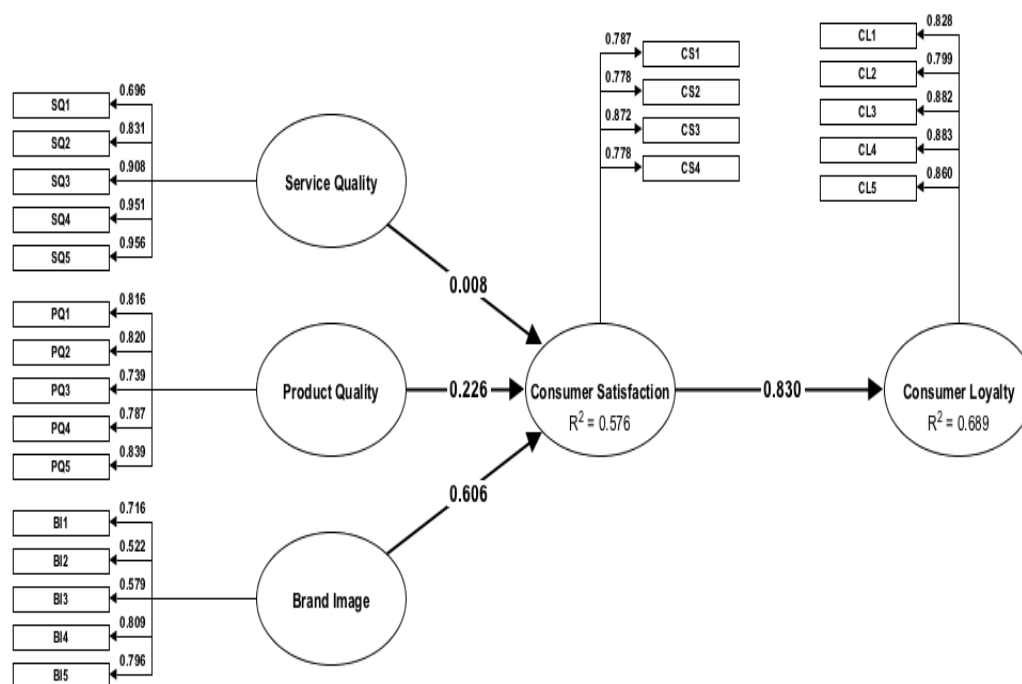 0.696
SQ1
0.831
SQ2
0.908
SQ3
0.951
SQ4
0.956
SQ5
Service Quality
0.816
PQ1
0.820
PQ2
0.739
PQ3
0.787
PQ4
0.839
PQ5
Product Quality
0.716
BI1
0.522
BI2
0.579
BI3
0.809
BI4
0.796
BI5
Brand Image
0.008
0.226
0.606
0.787
CS1
0.778
CS2
0.872
CS3
0.778
CS4
Consumer Satisfaction
R² = 0.576
0.830
0.828
CL1
0.799
CL2
0.882
CL3
0.883
CL4
0.860
CL5
Consumer Loyalty
R² = 0.689